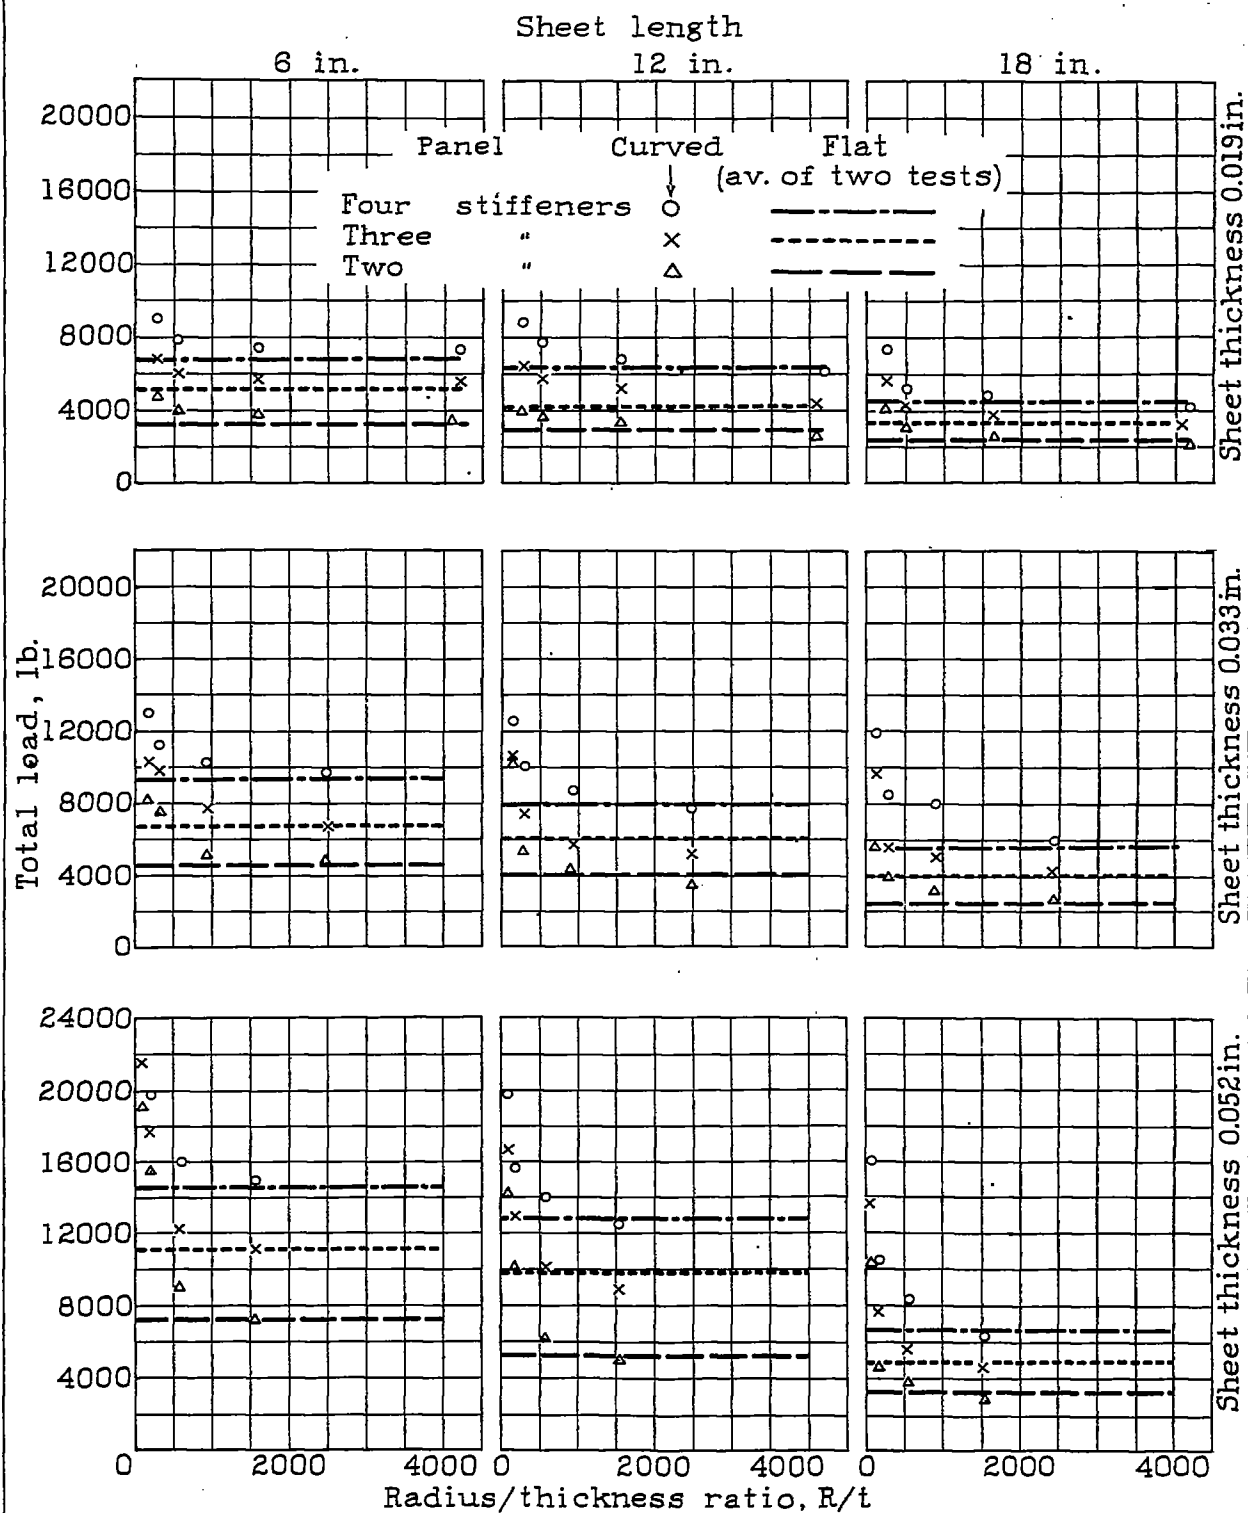 Sheet length
6 in. 12 in. 18 in.
20000
16000
12000
8000
4000
0
Panel Curved Flat
(av. of two tests)
Four stiffeners
Three "
Two "
Sheet thickness 0.019in.
20000
16000
12000
8000
4000
0
Total load, lb.
Sheet thickness 0.033in.
24000
20000
16000
12000
8000
4000
Sheet thickness 0.052in.
0 2000 4000 0 2000 4000 0 2000 4000
Radius/thickness ratio, R/t